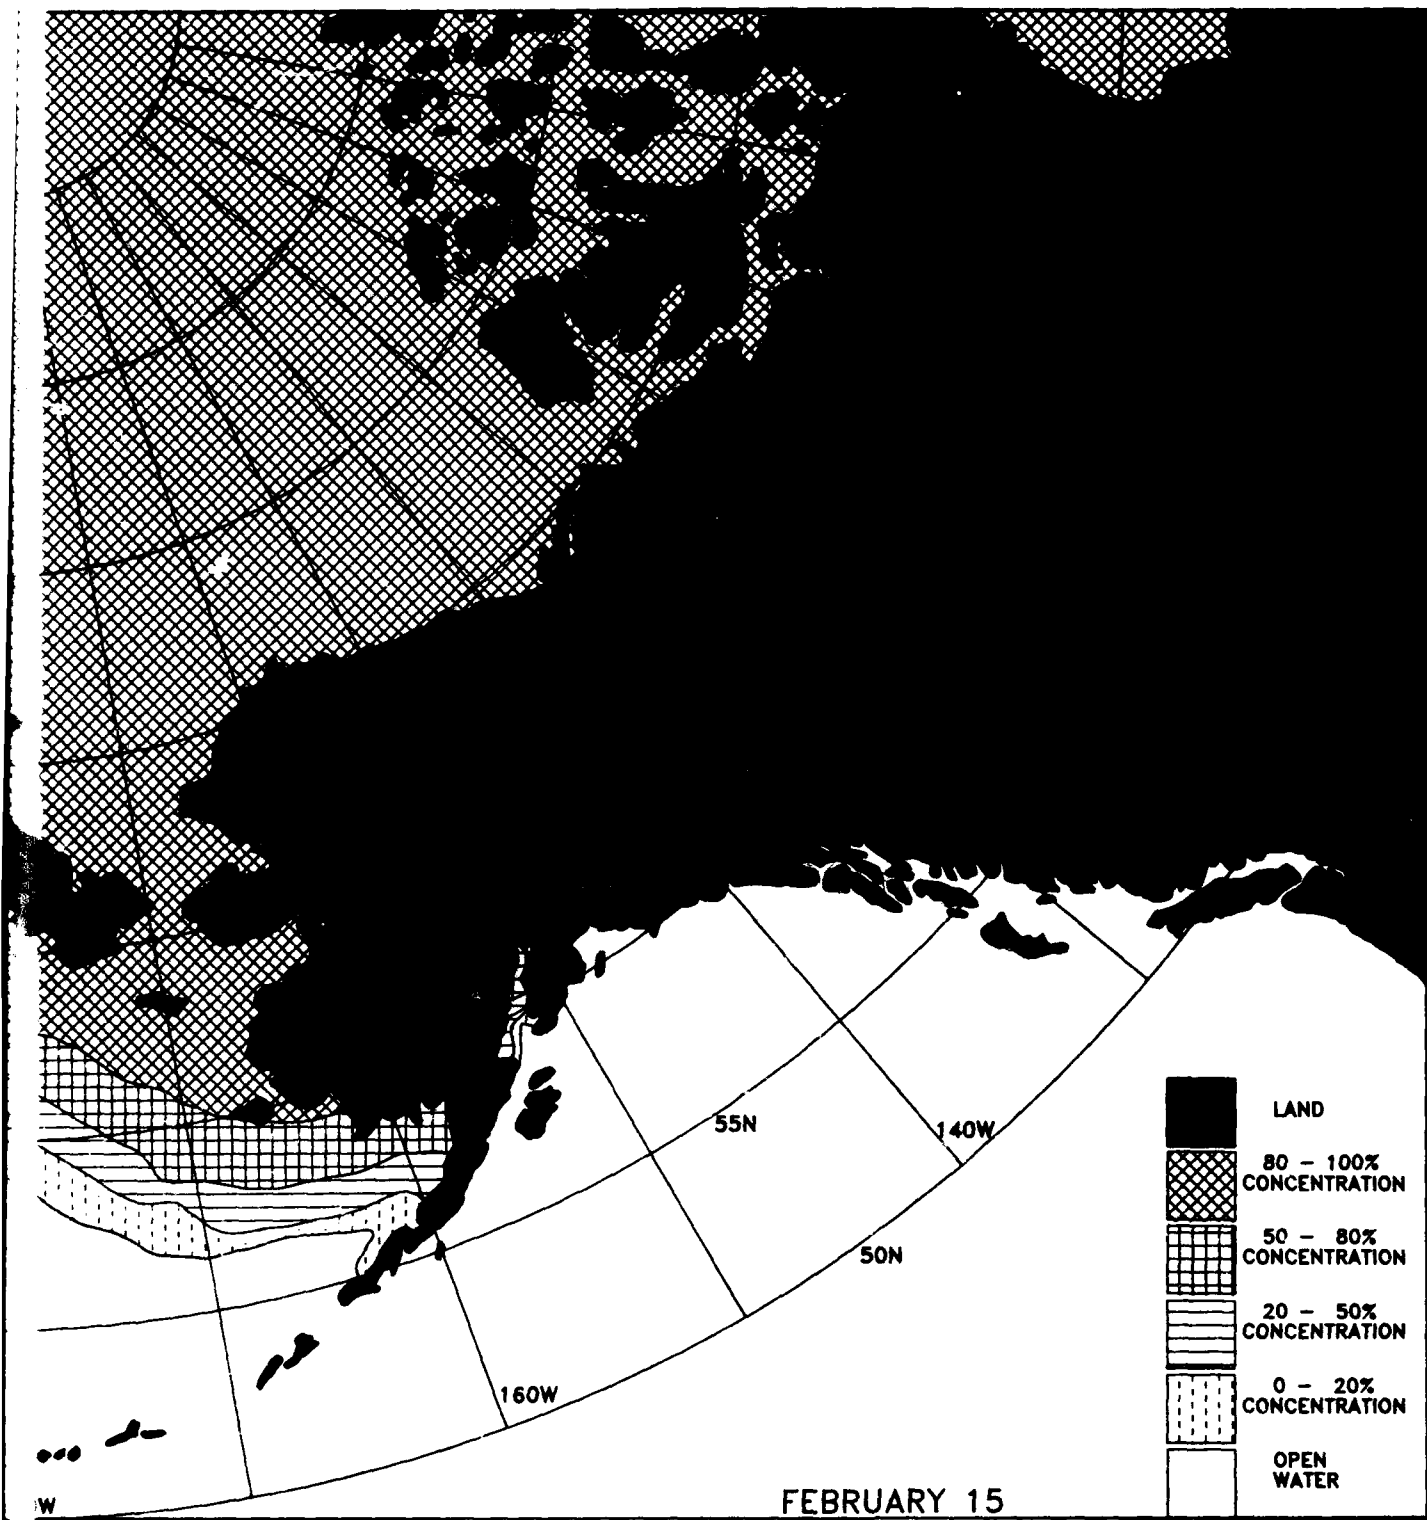 55N
140W
50N
160W
W
FEBRUARY 15
LAND
80 - 100%
CONCENTRATION
50 - 80%
CONCENTRATION
20 - 50%
CONCENTRATION
0 - 20%
CONCENTRATION
OPEN
WATER